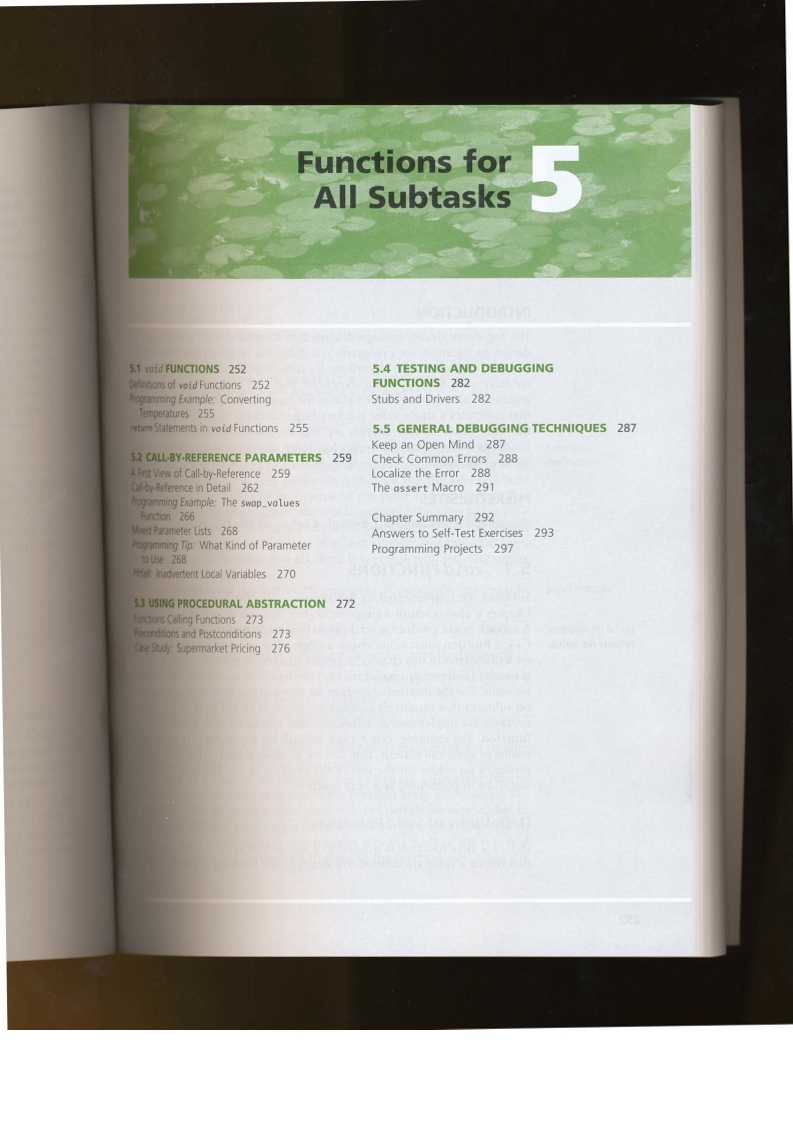 Functions for
All Subtasks
5
5.1 void FUNCTIONS 252
Definitions of void Functions 252
Programming Example: Converting
Temperatures 255
return Statements in void Functions 255
5.2 CALL-BY-REFERENCE PARAMETERS 259
A First View of Call-by-Reference 259
Call-by-Reference in Detail 262
Programming Example: The swap_values
Function 266
Mixed Parameter Lists 268
Programming Tip: What Kind of Parameter
to Use 268
Pitfall: Inadvertent Local Variables 270
5.3 USING PROCEDURAL ABSTRACTION 272
Functions Calling Functions 273
Preconditions and Postconditions 273
Case Study: Supermarket Pricing 276
5.4 TESTING AND DEBUGGING
FUNCTIONS 282
Stubs and Drivers 282
5.5 GENERAL DEBUGGING TECHNIQUES 287
Keep an Open Mind 287
Check Common Errors 288
Localize the Error 288
The assert Macro 291
Chapter Summary 292
Answers to Self-Test Exercises 293
Programming Projects 297